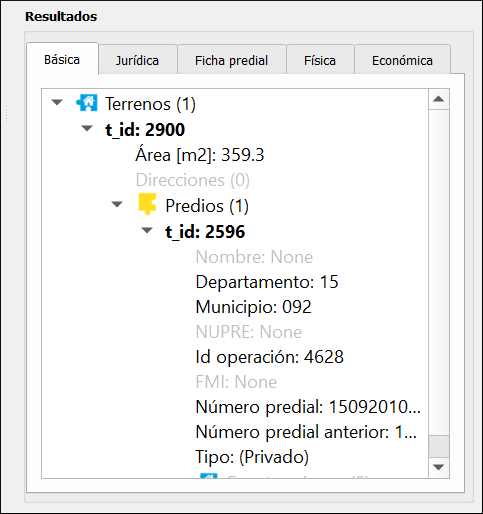 Resultados
Básica Jurídica Ficha predial Física Económica
Terrenos (1)
t_id: 2900
Área [m2]: 359.3
Direcciones (0)
Predios (1)
t_id: 2596
Nombre: None
Departamento: 15
Municipio: 092
NUPRE: None
Id operación: 4628
FMI: None
Número predial: 15092010...
Número predial anterior: 1...
Tipo: (Privado)